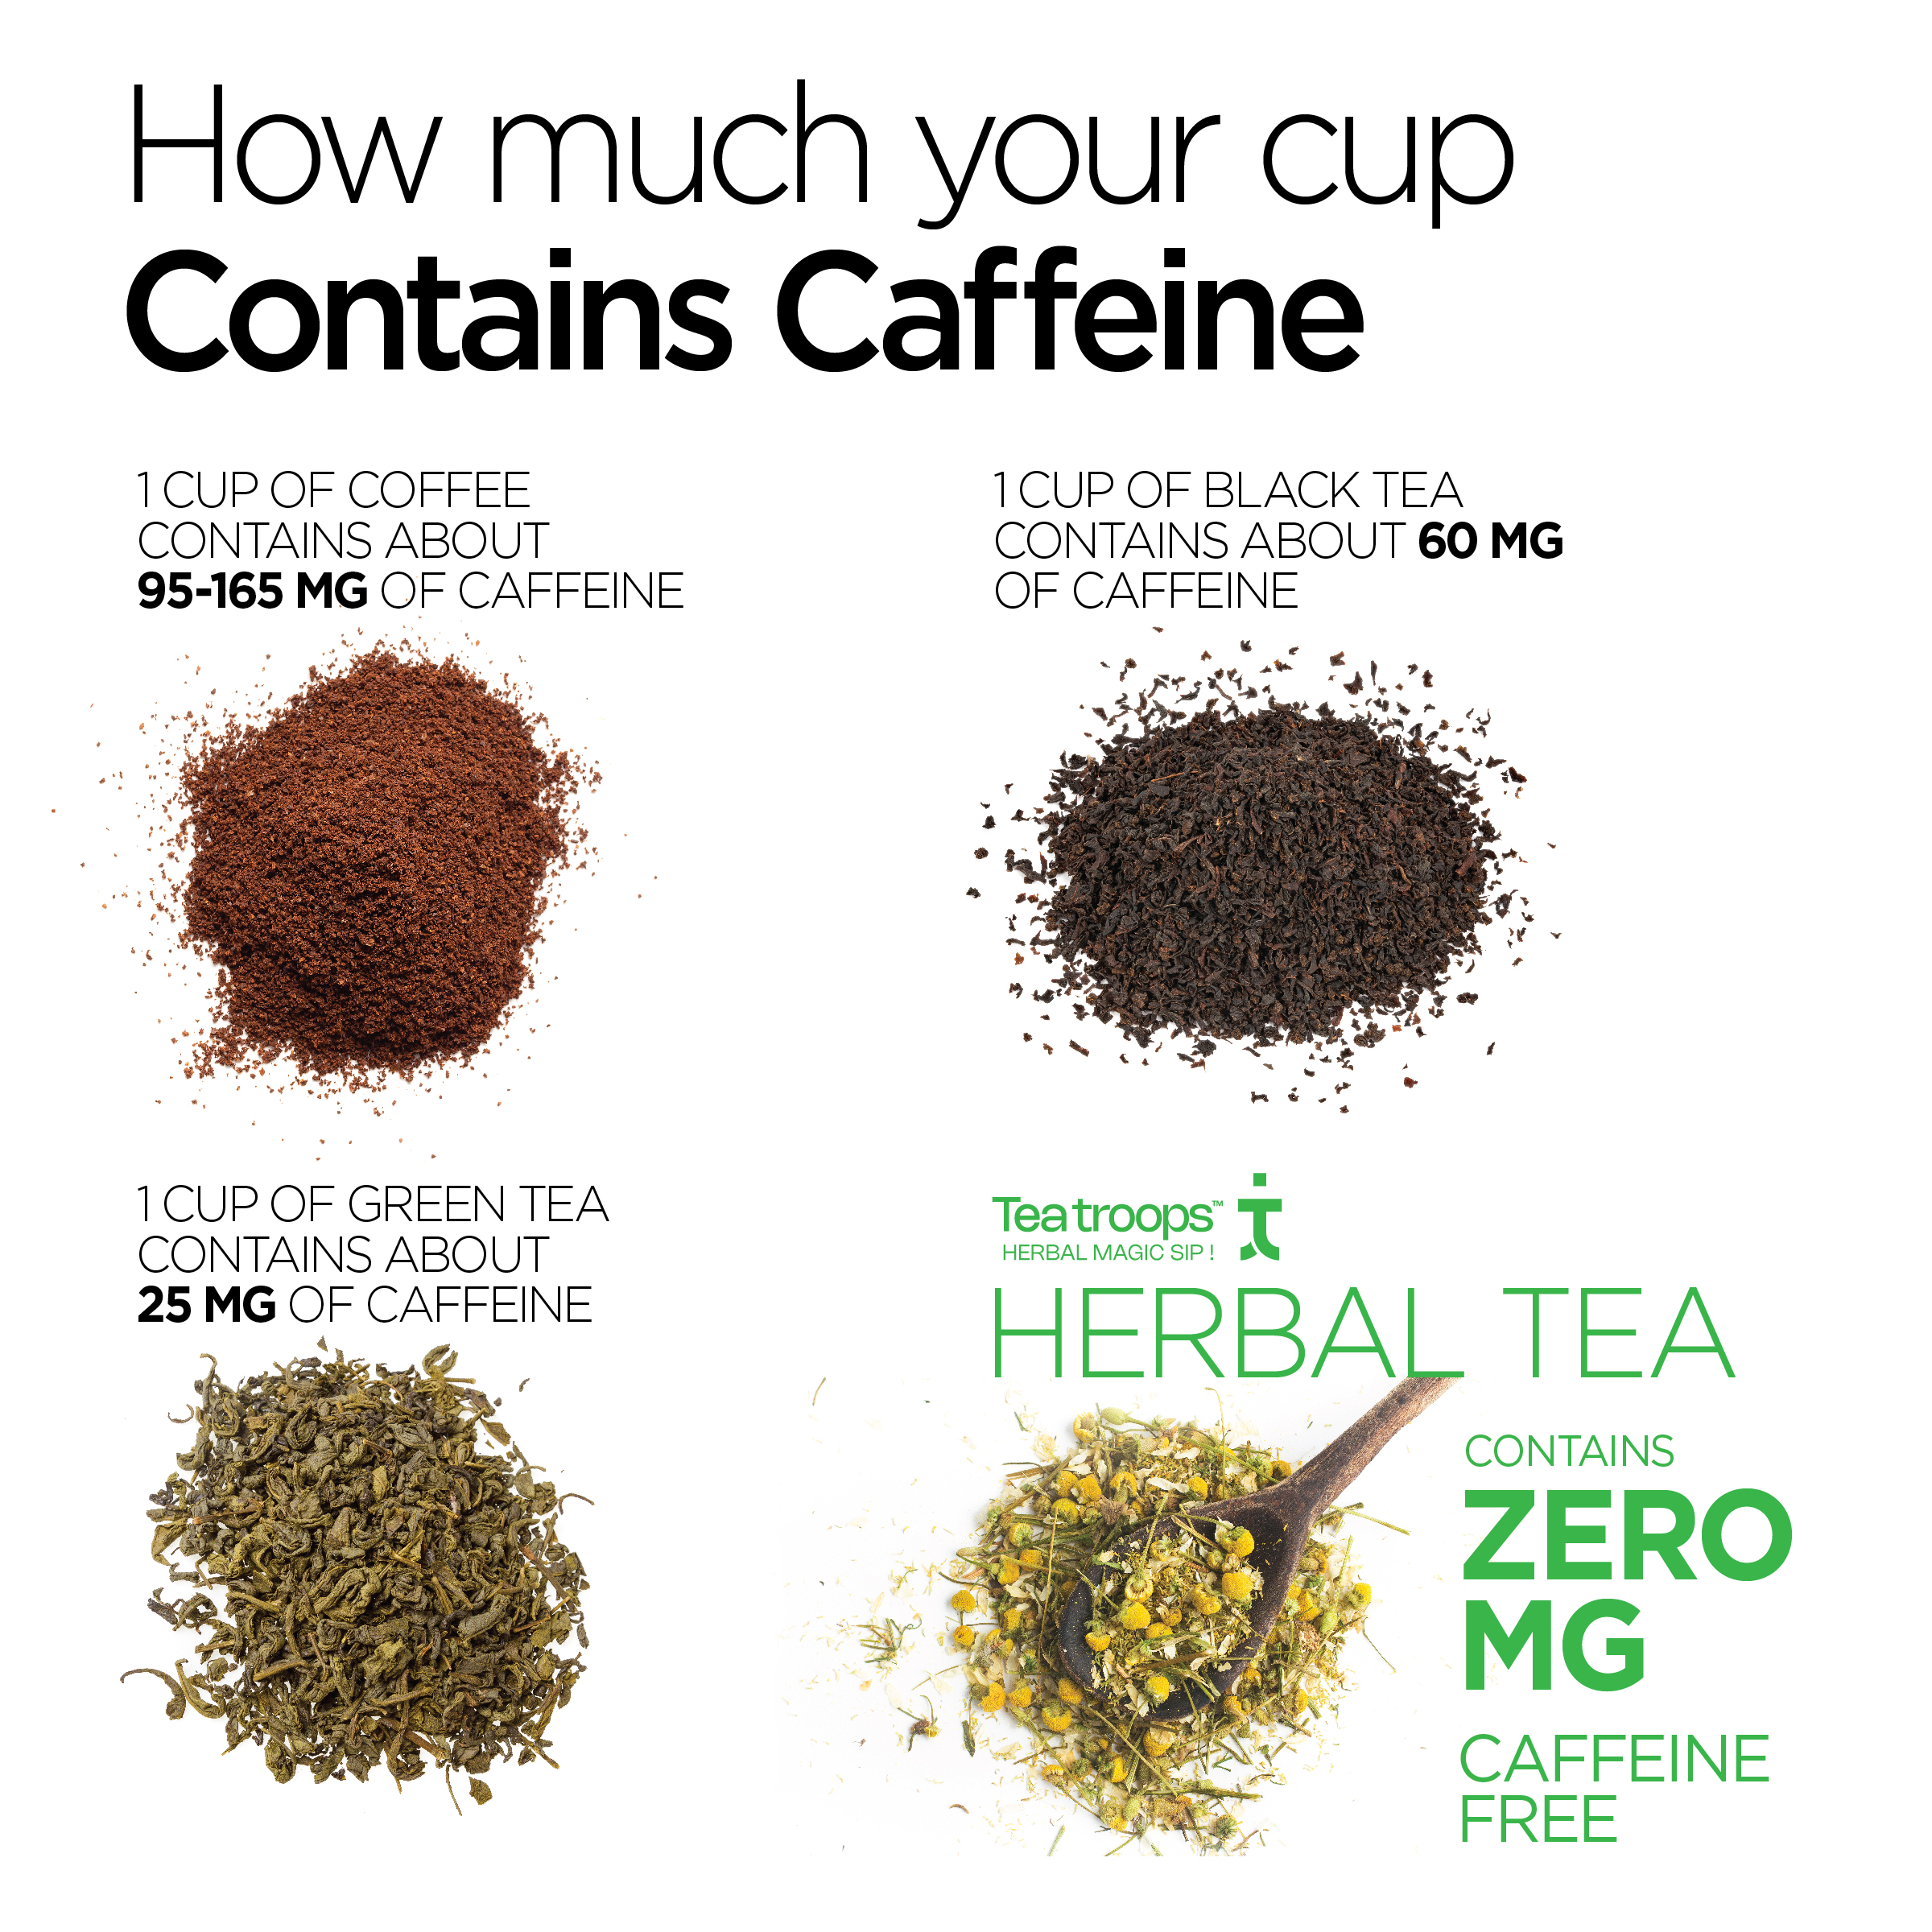 How much your cup
Contains Caffeine
1 CUP OF COFFEE
CONTAINS ABOUT
95-165 MG OF CAFFEINE
1 CUP OF BLACK TEA
CONTAINS ABOUT 60 MG
OF CAFFEINE
1 CUP OF GREEN TEA
CONTAINS ABOUT
25 MG OF CAFFEINE
Teatroops™
HERBAL MAGIC SIP !
HERBAL TEA
CONTAINS
ZERO
MG
CAFFEINE
FREE